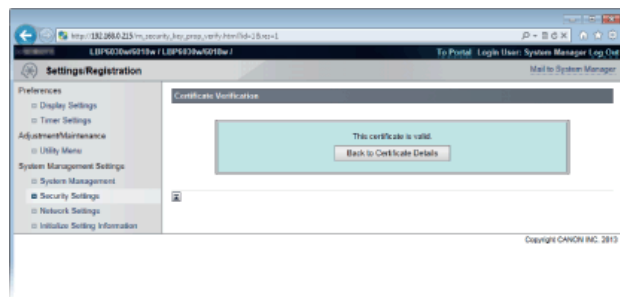 http://192.168.0.215/m_security_key_prep_verify.html?id=1&res=1
LBP6030w/6018w / LBP6030w/6018w /
To Portal Login User: System Manager Log Out
Settings/Registration
Mail to System Manager
Preferences
Display Settings
Timer Settings
Adjustment/Maintenance
Utility Menu
System Management Settings
System Management
Security Settings
Network Settings
Initialize Setting Information
Certificate Verification
This certificate is valid.
Back to Certificate Details
Copyright CANON INC. 2013